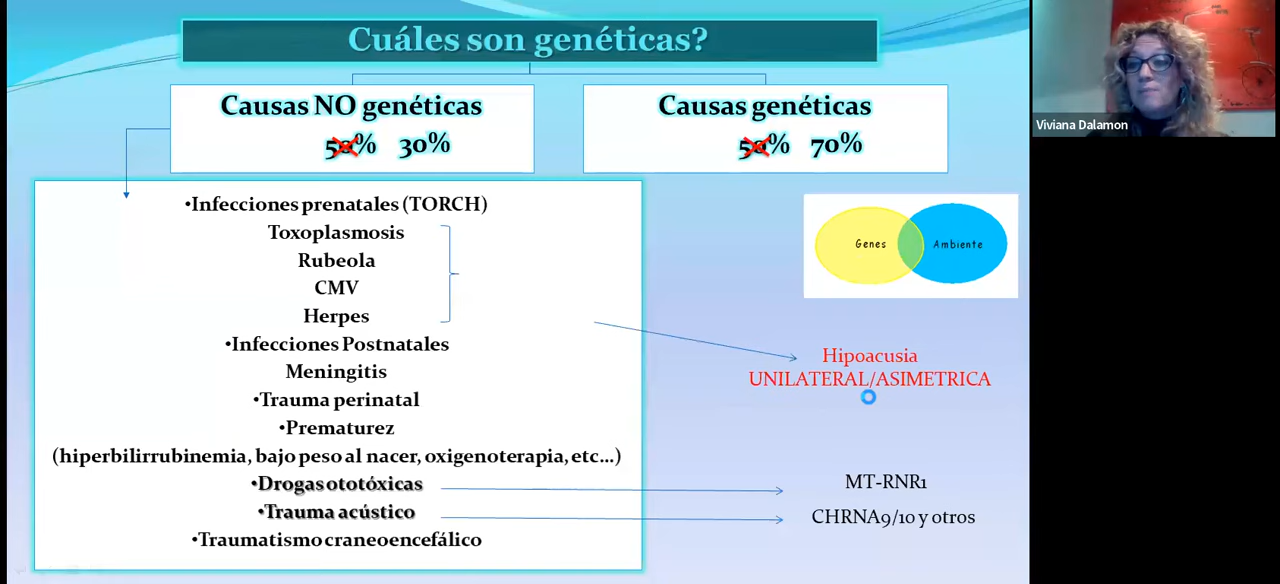 Cuáles son genéticas?
Causas NO genéticas
50% 30%
Causas genéticas
50% 70%
•Infecciones prenatales (TORCH)
Toxoplasmosis
Rubeola
CMV
Herpes
•Infecciones Postnatales
Meningitis
•Trauma perinatal
•Prematurez
(hiperbilirrubinemia, bajo peso al nacer, oxigenoterapia, etc...)
•Drogas ototóxicas
•Trauma acústico
•Traumatismo craneoencefálico
Genes
Ambiente
Hipoacusia
UNILATERAL/ASIMETRICA
MT-RNR1
CHRNA9/10 y otros
Viviana Dalamon